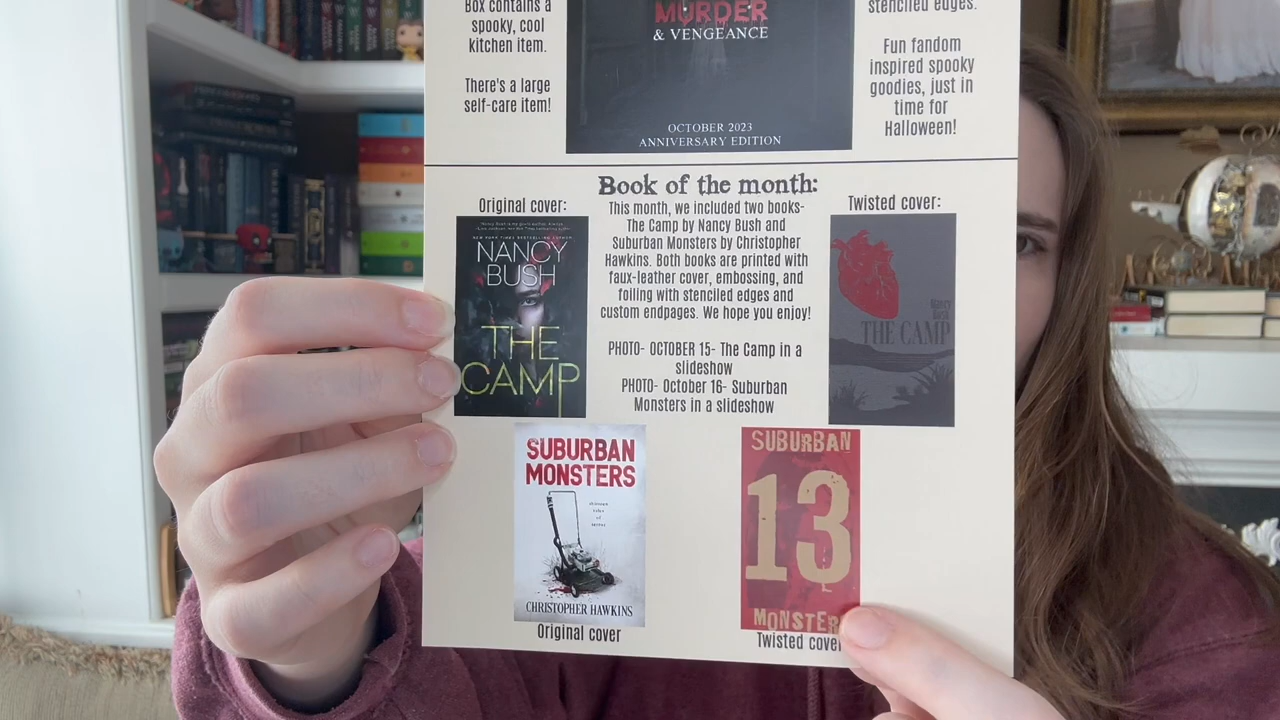 Box contains a
spooky, cool
kitchen item.
There's a large
self-care item!
MURDER
& VENGEANCE
OCTOBER 2023
ANNIVERSARY EDITION
stenciled edges.
Fun fandom
inspired spooky
goodies, just in
time for
Halloween!
Book of the month:
Original cover:
NANCY
BUSH
THE
CAMP
This month, we included two books-
The Camp by Nancy Bush and
Suburban Monsters by Christopher
Hawkins. Both books are printed with
faux-leather cover, embossing, and
foiling with stenciled edges and
custom endpages. We hope you enjoy!
PHOTO- OCTOBER 15- The Camp in a
slideshow
PHOTO- October 16- Suburban
Monsters in a slideshow
Twisted cover:
Nancy
Bush
THE CAMP
SUBURBAN
MONSTERS
CHRISTOPHER HAWKINS
Original cover
SUBURBAN
13
MONSTER
Twisted cover